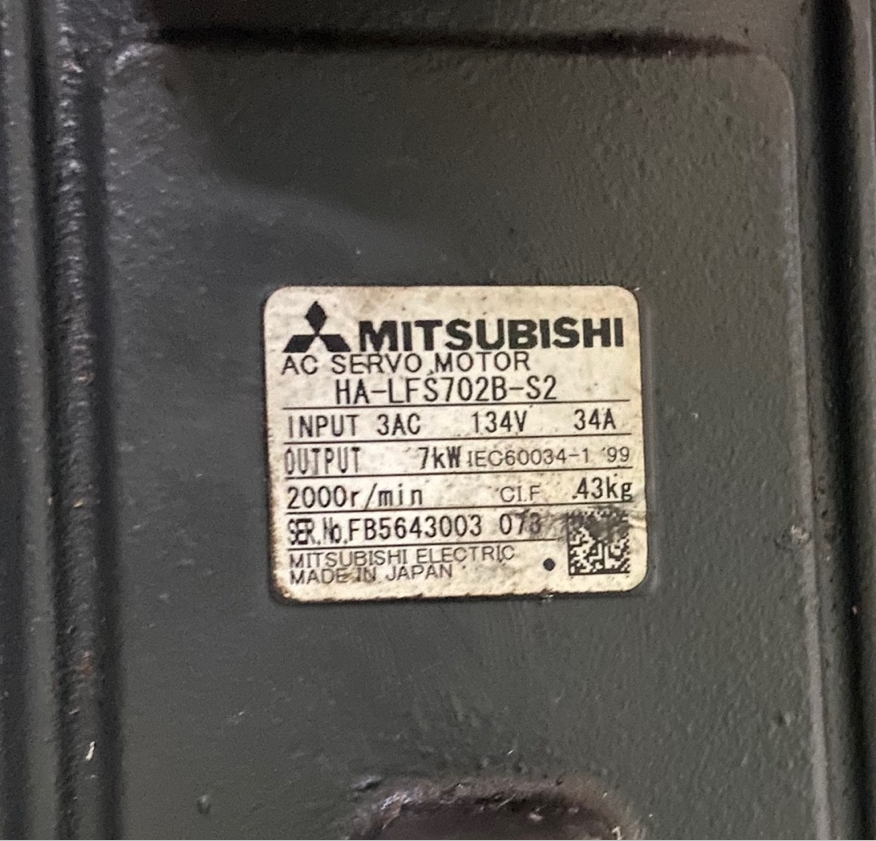 MITSUBISHI
AC SERVO MOTOR
HA-LFS702B-S2
INPUT 3AC 134V 34A
OUTPUT 7kW IEC60034-1 '99
2000r/min CI.F .43kg
SER.No.FB5643003 073
MITSUBISHI ELECTRIC
MADE IN JAPAN